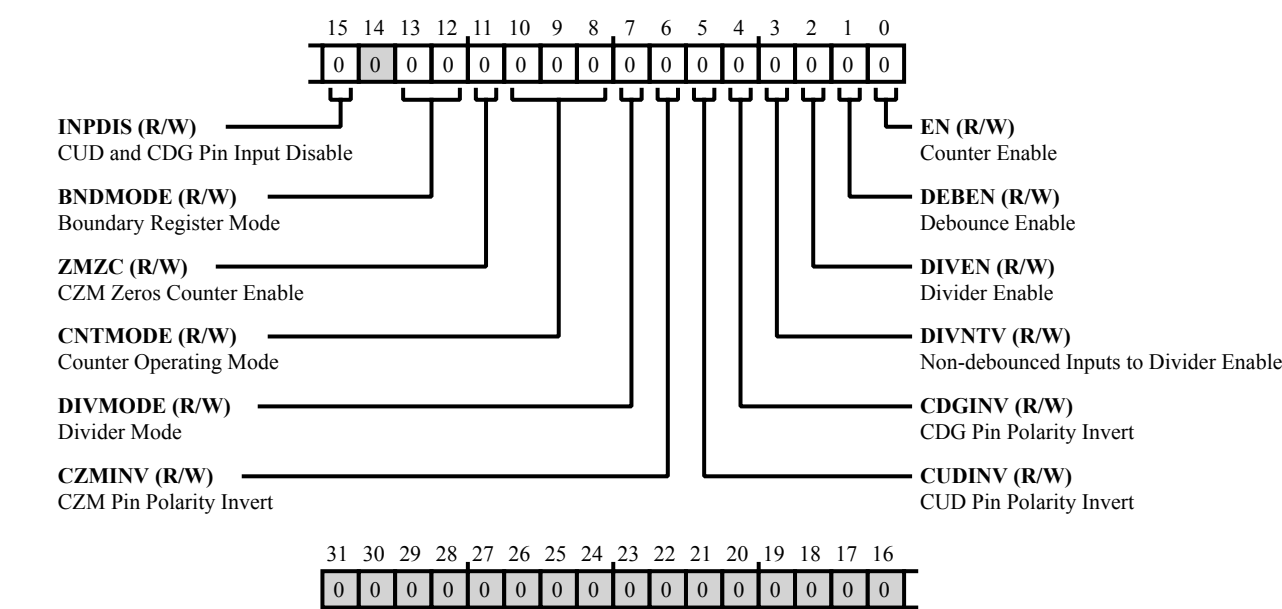 15 14 13 12 11 10 9 8 7 6 5 4 3 2 1 0
0 0 0 0 0 0 0 0 0 0 0 0 0 0 0 0
INPDIS (R/W)
CUD and CDG Pin Input Disable
BNDMODE (R/W)
Boundary Register Mode
ZMZC (R/W)
CZM Zeros Counter Enable
CNTMODE (R/W)
Counter Operating Mode
DIVMODE (R/W)
Divider Mode
CZMINV (R/W)
CZM Pin Polarity Invert
EN (R/W)
Counter Enable
DEBEN (R/W)
Debounce Enable
DIVEN (R/W)
Divider Enable
DIVNTV (R/W)
Non-debounced Inputs to Divider Enable
CDGINV (R/W)
CDG Pin Polarity Invert
CUDINV (R/W)
CUD Pin Polarity Invert
31 30 29 28 27 26 25 24 23 22 21 20 19 18 17 16
0 0 0 0 0 0 0 0 0 0 0 0 0 0 0 0